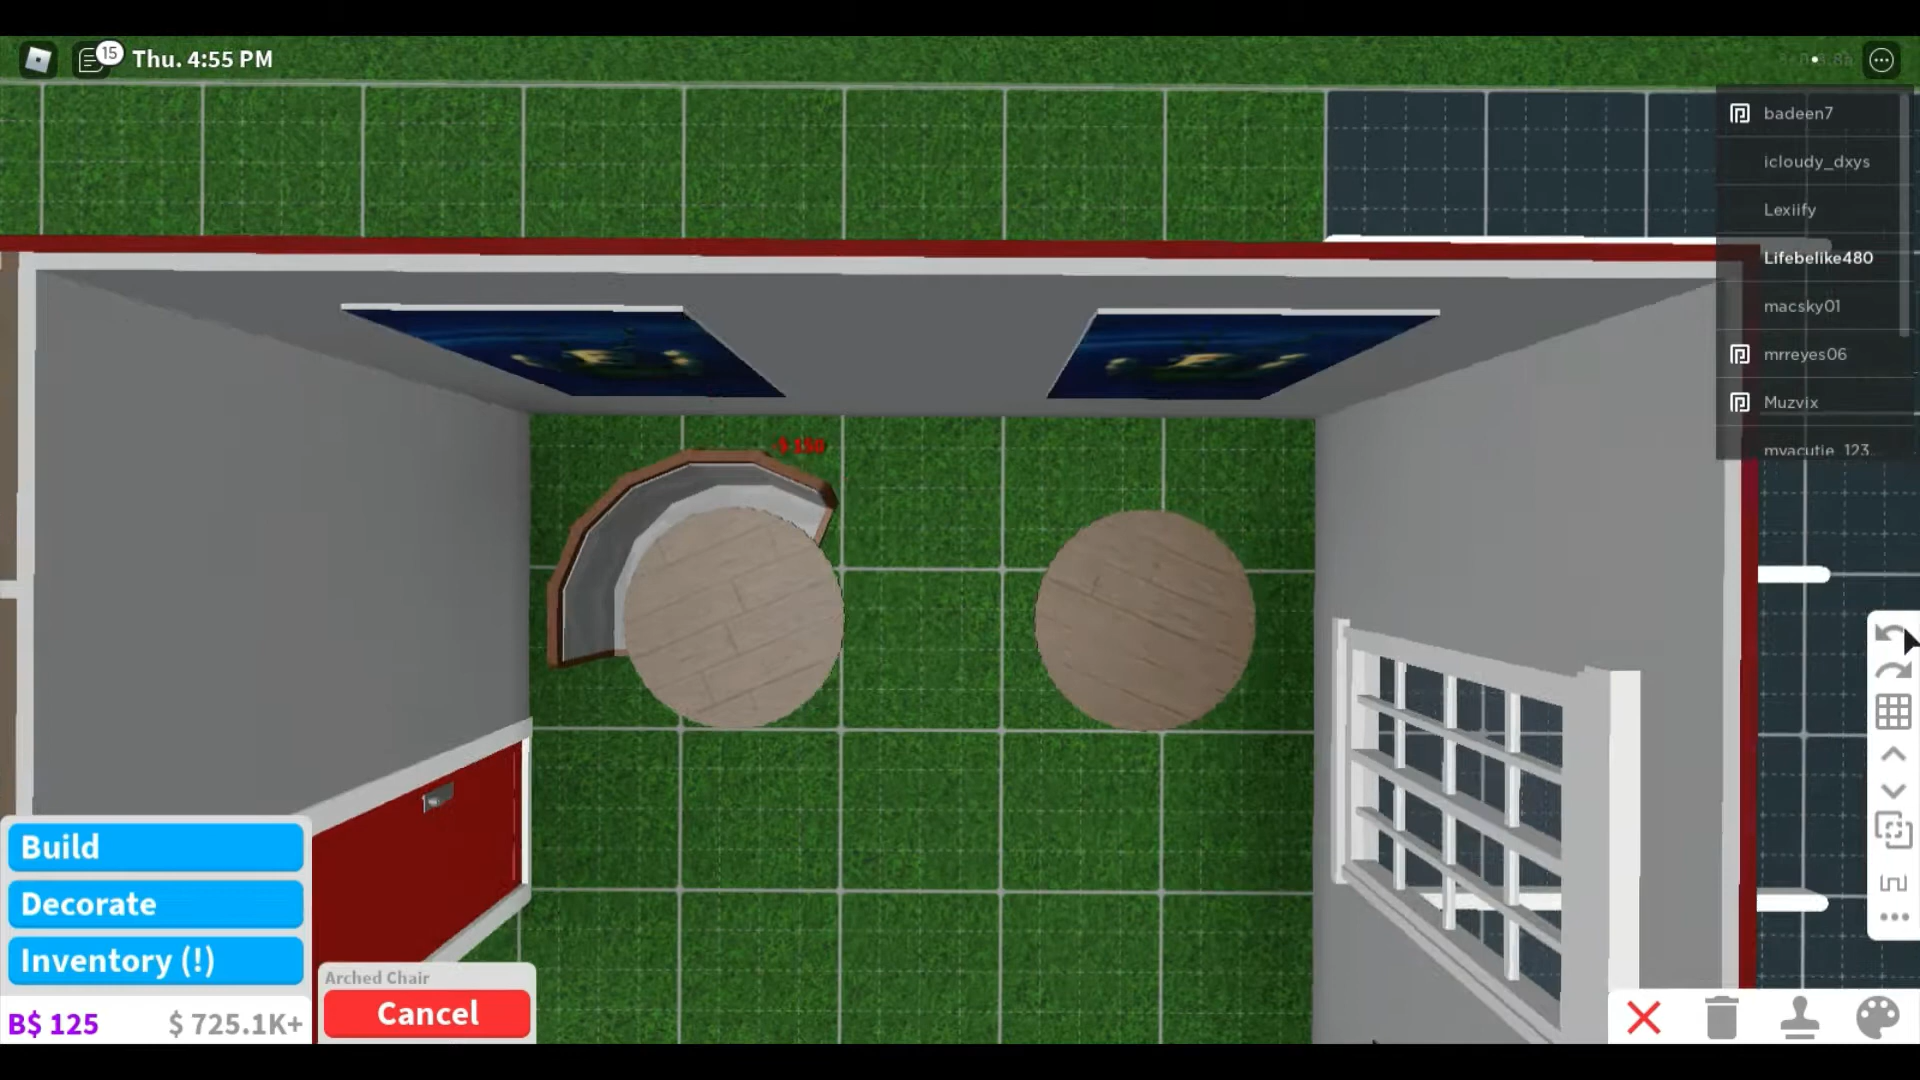 15
Thu. 4:55 PM
badeen7
icloudy_dxys
Lexiify
Lifebelike480
macsky01
mrreyes06
Muzvix
myacutie_123
Build
Decorate
Inventory (!)
B$ 125
$ 725.1K+
Arched Chair
Cancel